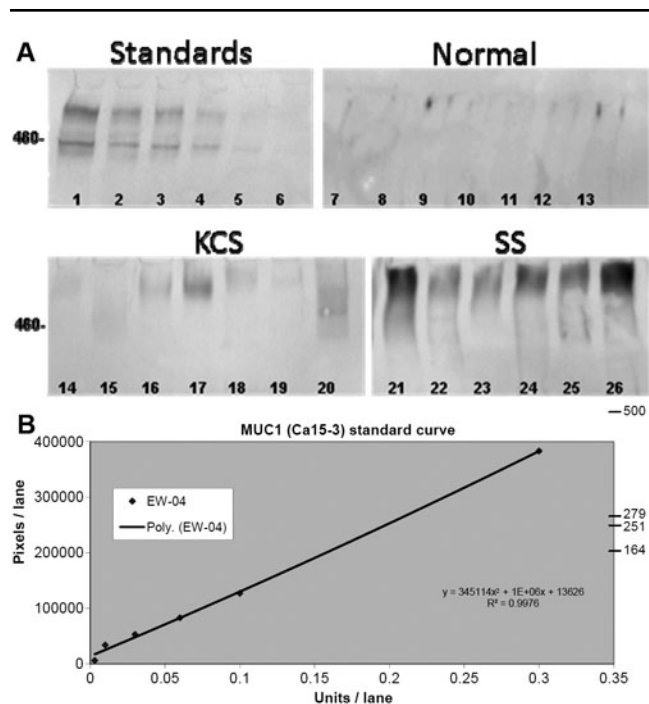 A
Standards Normal
460-
1 2 3 4 5 6 7 8 9 10 11 12 13
KCS SS
460-
14 15 16 17 18 19 20 21 22 23 24 25 26
500
B
MUC1 (Ca15-3) standard curve
400000
EW-04
Poly. (EW-04)
300000
279
251
200000
164
y = 345114x² + 1E+06x + 13626
R² = 0.9976
100000
0
Pixels / lane
0 0.05 0.1 0.15 0.2 0.25 0.3 0.35
Units / lane